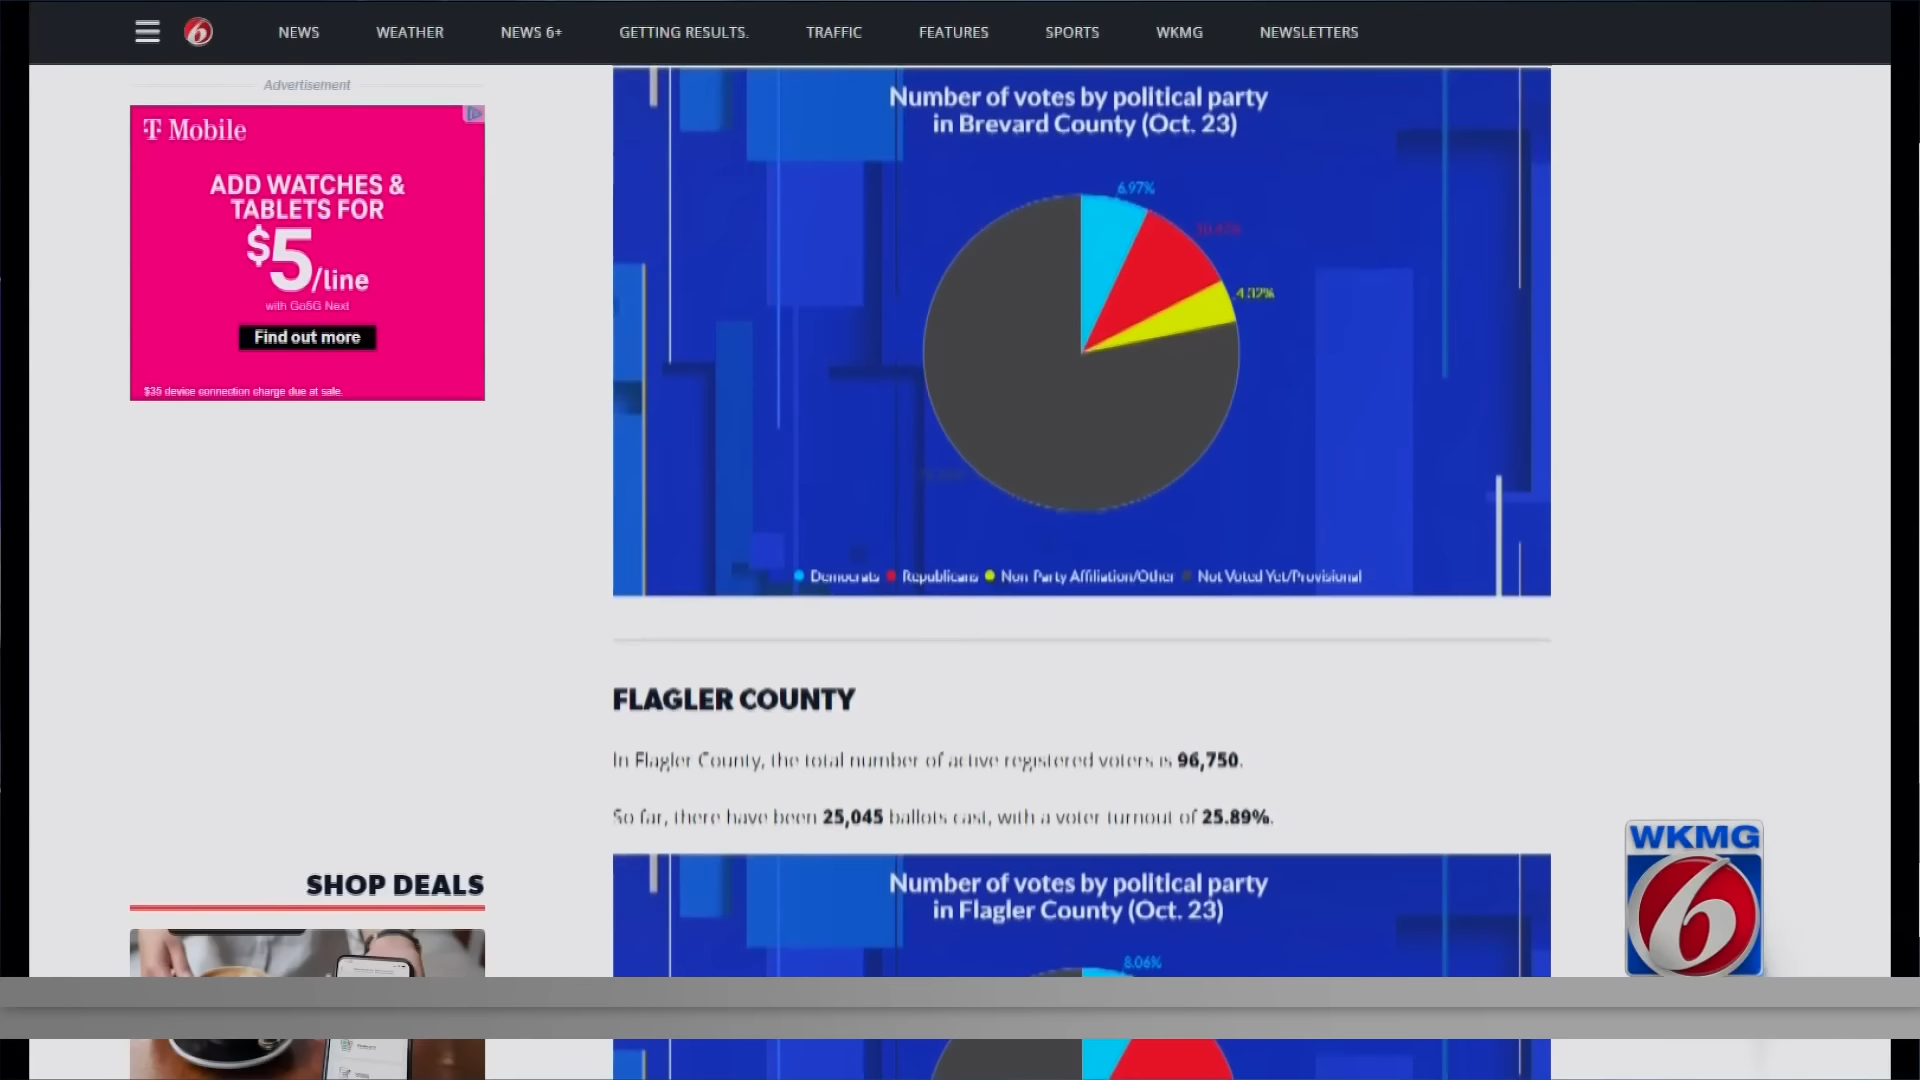 NEWS WEATHER NEWS 6+ GETTING RESULTS. TRAFFIC FEATURES SPORTS WKMG NEWSLETTERS
Advertisement
T Mobile
ADD WATCHES &
TABLETS FOR
$5/line
with Go5G Next
Find out more
$35 device connection charge due at sale.
SHOP DEALS
Number of votes by political party
in Brevard County (Oct. 23)
6.97%
4.32%
Democrats Republicans Non Party Affiliation/Other Not Voted Yet/Provisional
FLAGLER COUNTY
In Flagler County, the total number of active registered voters is 96,750.
So far, there have been 25,045 ballots cast, with a voter turnout of 25.89%.
Number of votes by political party
in Flagler County (Oct. 23)
8.06%
WKMG
6